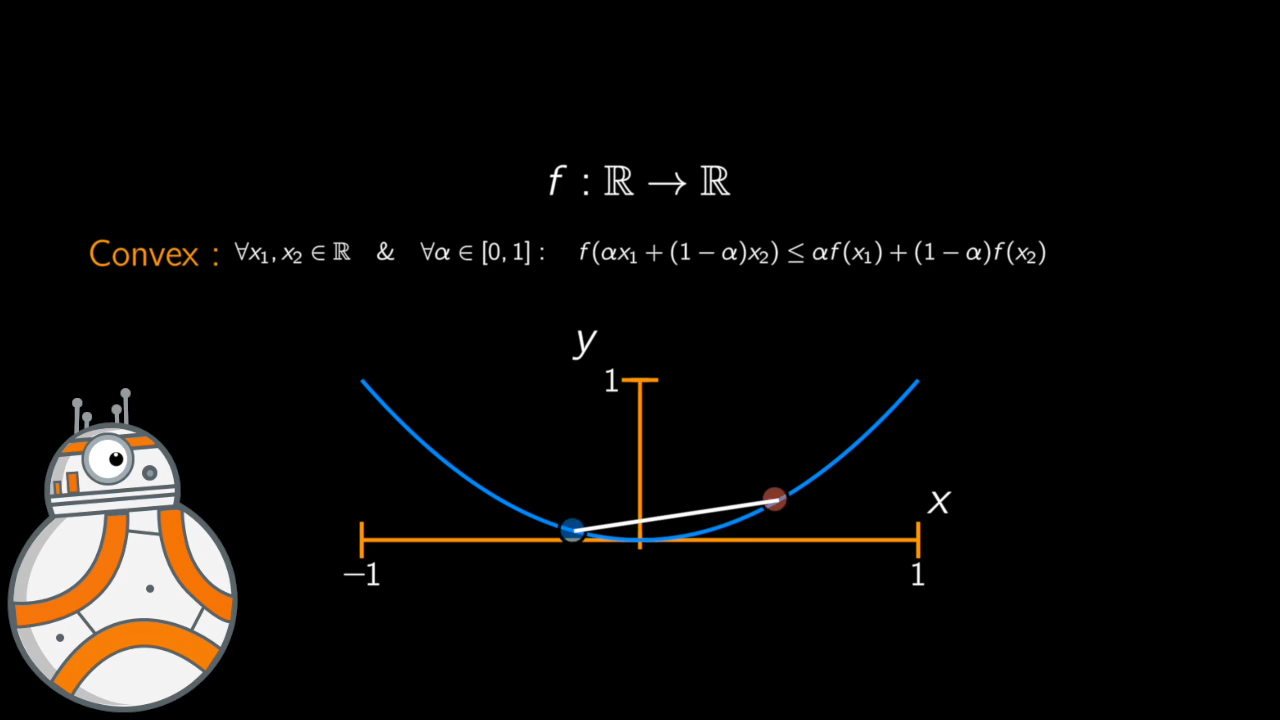 f : ℝ → ℝ
Convex : ∀x₁, x₂ ∈ ℝ & ∀α ∈ [0, 1] : f(αx₁ + (1 − α)x₂) ≤ αf(x₁) + (1 − α)f(x₂)
y
1
x
−1 1